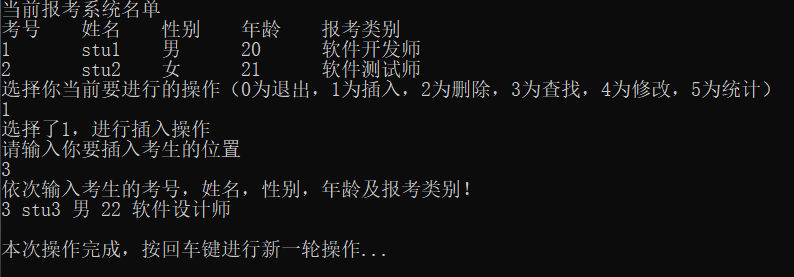 当前报考系统名单
考号 姓名 性别 年龄 报考类别
1 stu1 男 20 软件开发师
2 stu2 女 21 软件测试师
选择你当前要进行的操作（0为退出，1为插入，2为删除，3为查找，4为修改，5为统计）
1
选择了1，进行插入操作
请输入你要插入考生的位置
3
依次输入考生的考号，姓名，性别，年龄及报考类别！
3 stu3 男 22 软件设计师
本次操作完成，按回车键进行新一轮操作...